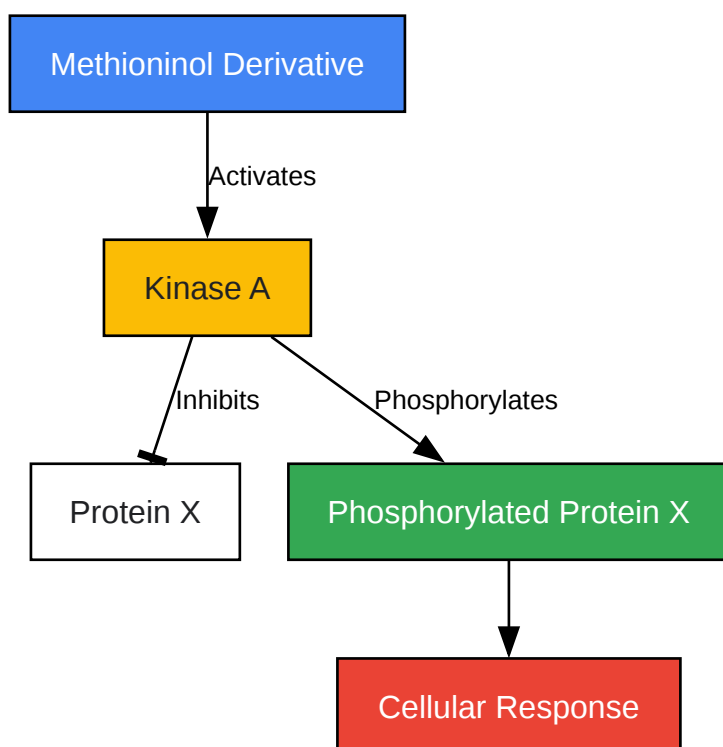 Methioninol Derivative
Activates
Kinase A
Inhibits
Phosphorylates
Protein X
Phosphorylated Protein X
Cellular Response